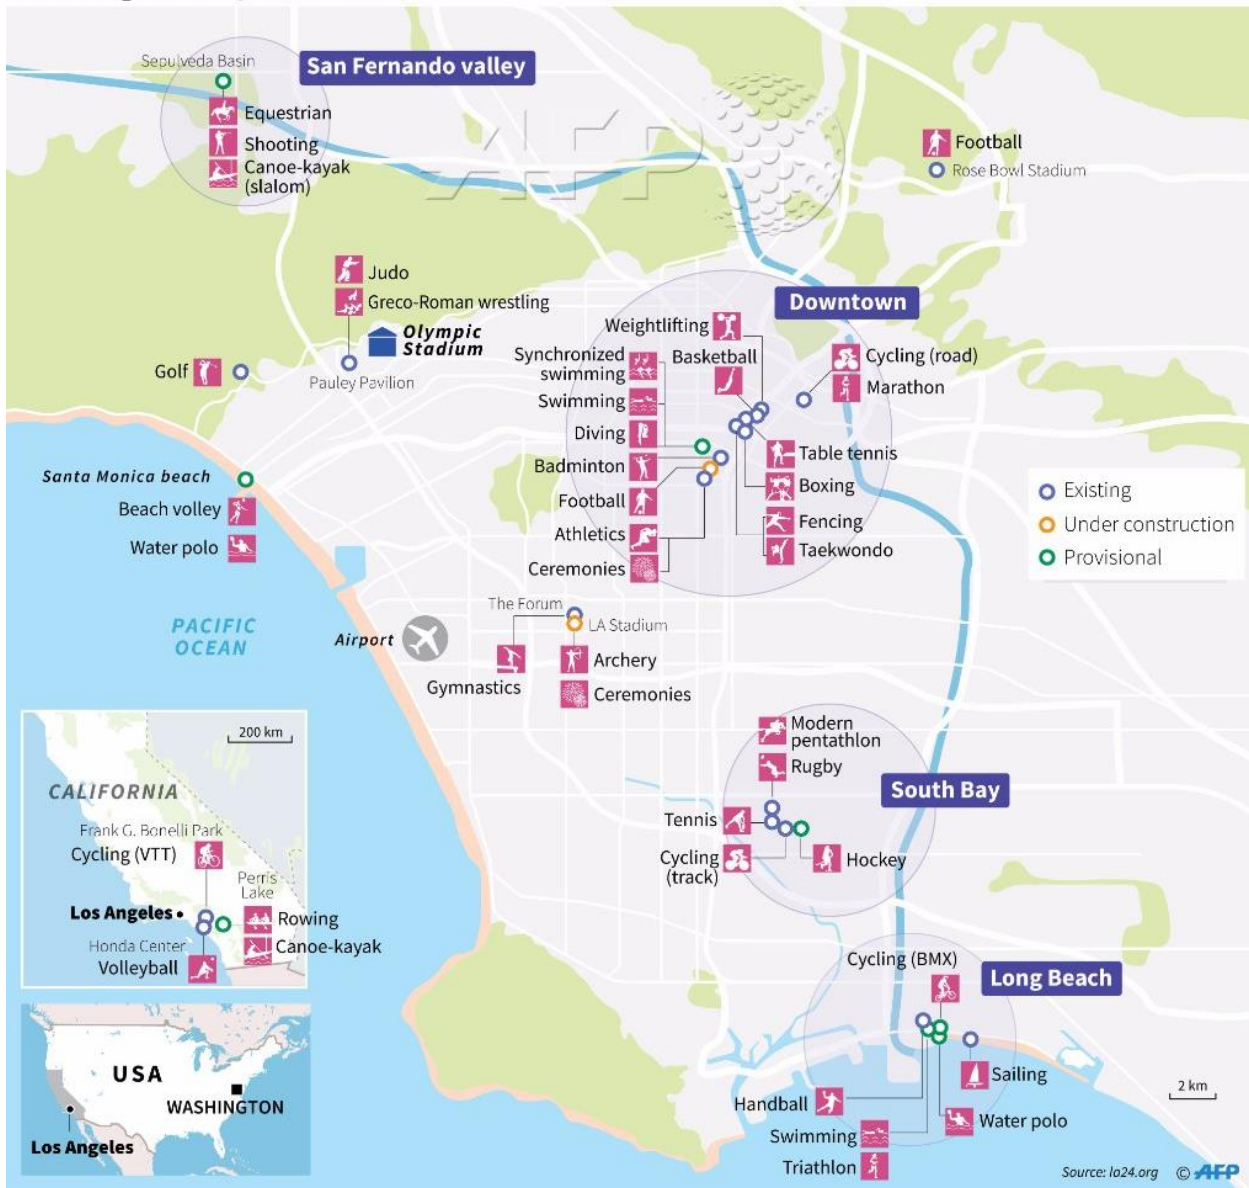 Sepulveda Basin
San Fernando valley
Equestrian
Shooting
Canoe-kayak
(slalom)
AFP
Football
Rose Bowl Stadium
Judo
Greco-Roman wrestling
Olympic
Stadium
Golf
Pauley Pavilion
Downtown
Weightlifting
Basketball
Synchronized
swimming
Swimming
Diving
Badminton
Football
Athletics
Ceremonies
Cycling (road)
Marathon
Table tennis
Boxing
Fencing
Taekwondo
Santa Monica beach
Beach volley
Water polo
Existing
Under construction
Provisional
PACIFIC
OCEAN
Airport
The Forum
LA Stadium
Gymnastics
Archery
Ceremonies
Modern
pentathlon
Rugby
South Bay
Tennis
Cycling
(track)
Hockey
200 km
CALIFORNIA
Frank G. Bonelli Park
Cycling (VTT)
Perris
Lake
Los Angeles
Rowing
Honda Center
Canoe-kayak
Volleyball
Cycling (BMX)
Long Beach
Sailing
Handball
Water polo
Swimming
Triathlon
2 km
USA
WASHINGTON
Los Angeles
Source: la24.org © AFP